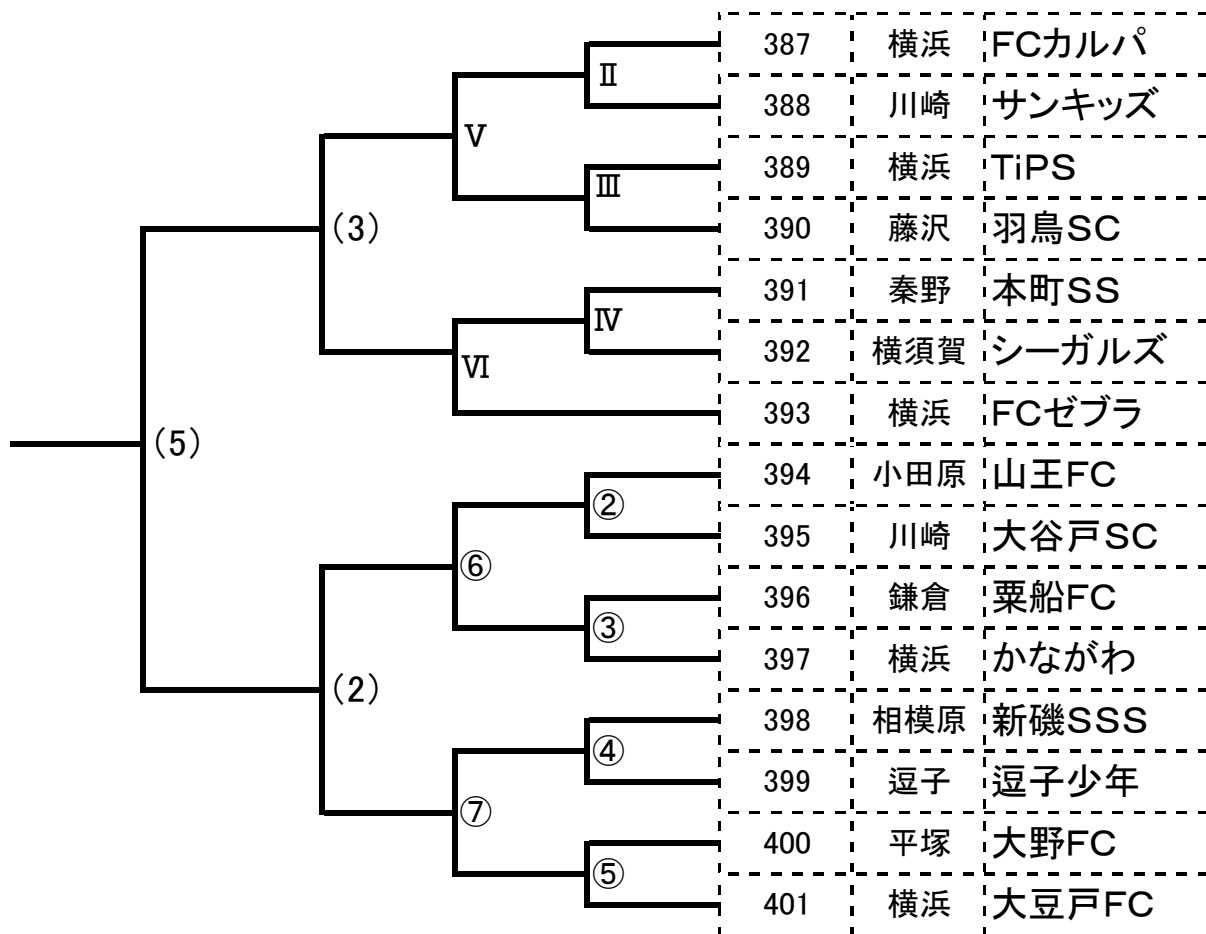 387 横浜 FCカルパ
Ⅱ
388 川崎 サンキッズ
Ⅴ
389 横浜 TiPS
Ⅲ
390 藤沢 羽鳥SC
(3)
391 秦野 本町SS
Ⅳ
392 横須賀 シーガルズ
Ⅵ
393 横浜 FCゼブラ
(5)
394 小田原 山王FC
②
395 川崎 大谷戸SC
⑥
396 鎌倉 粟船FC
③
397 横浜 かながわ
(2)
398 相模原 新磯SSS
④
399 逗子 逗子少年
⑦
400 平塚 大野FC
⑤
401 横浜 大豆戸FC